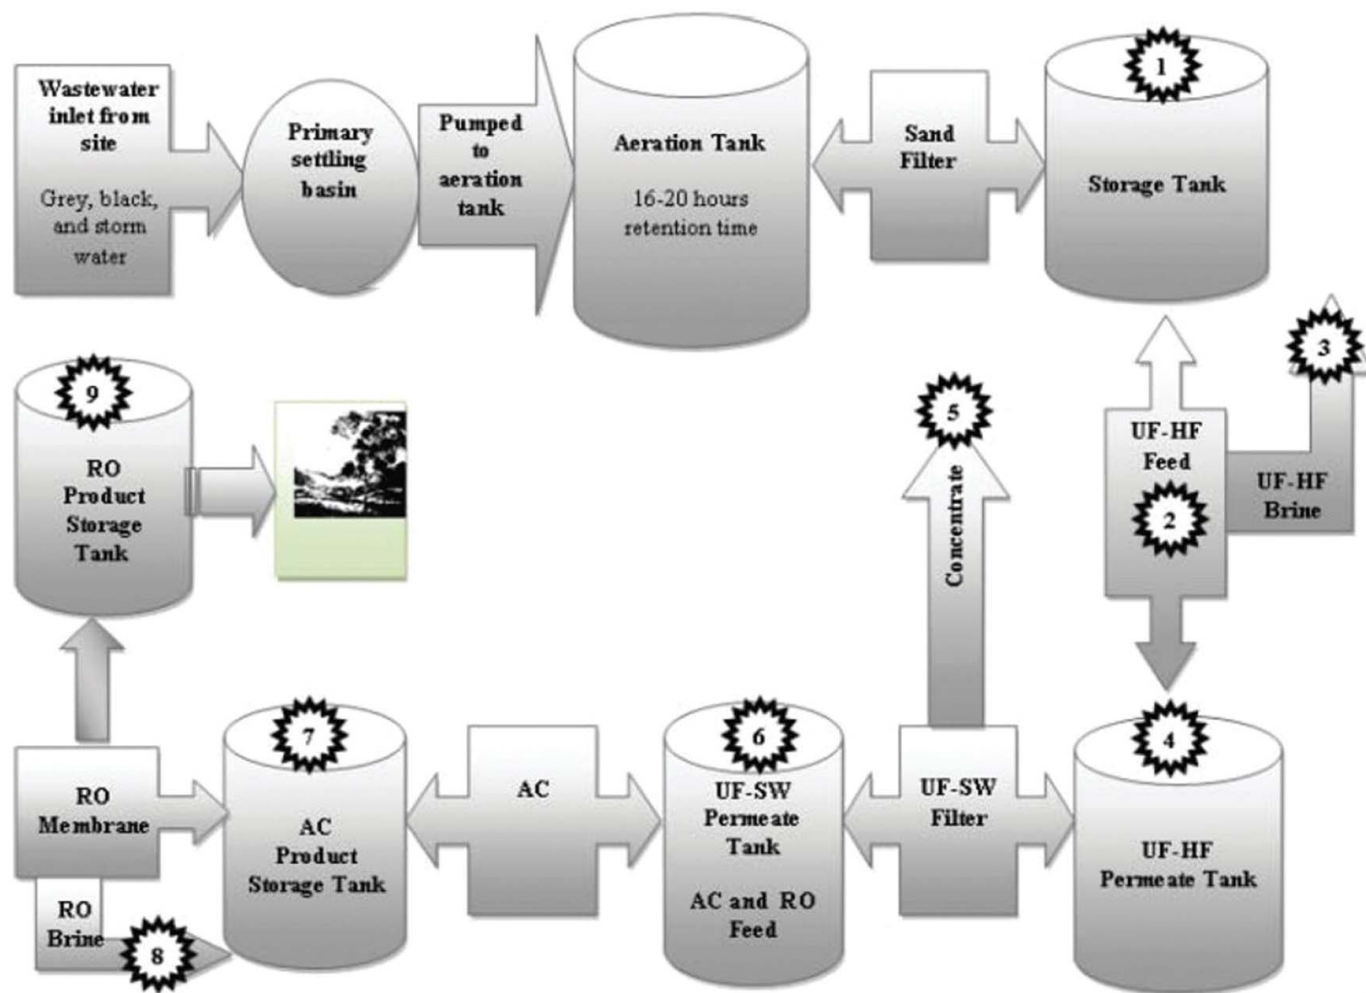 Wastewater
inlet from
site
Grey, black,
and storm
water
Primary
settling
basin
Pumped
to
aeration
tank
Aeration Tank
16-20 hours
retention time
Sand
Filter
1
Storage Tank
3
UF-HF
Feed
2
UF-HF
Brine
5
Concentrate
9
RO
Product
Storage
Tank
RO
Membrane
RO
Brine
8
7
AC
Product
Storage Tank
AC
6
UF-SW
Permeate
Tank
AC and RO
Feed
UF-SW
Filter
4
UF-HF
Permeate Tank